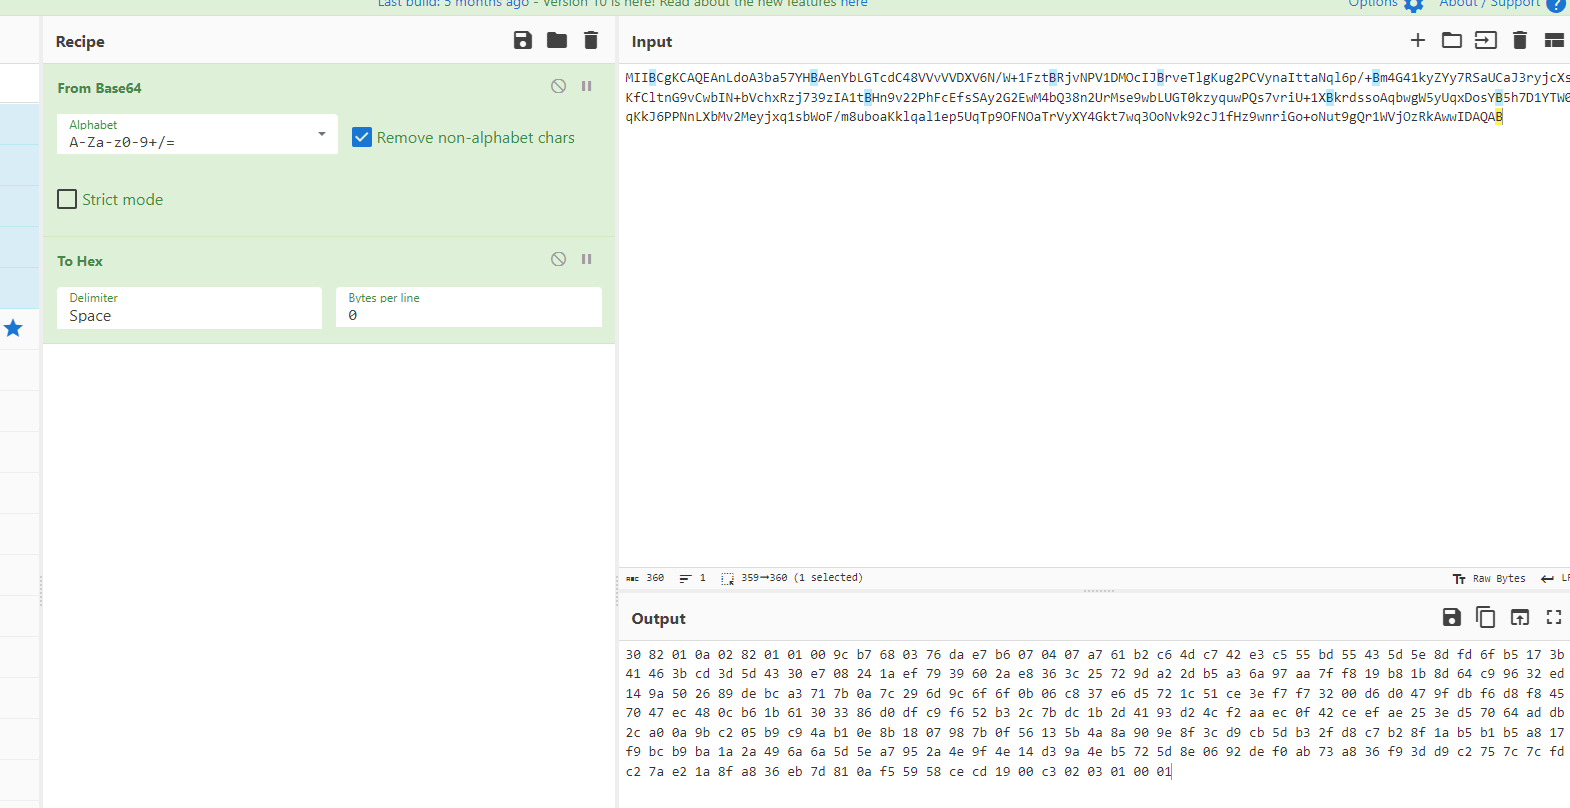 Last build: 5 months ago - Version 10 is here! Read about the new features here
Options
About / Support
Recipe
Input
From Base64
Alphabet
A-Za-z0-9+/=
Remove non-alphabet chars
Strict mode
To Hex
Delimiter
Space
Bytes per line
0
MIIBCgKCAQEAnLdoA3ba57YHBAenYbLGTcdC48VVvVVDXV6N/W+1FztBRjvNPV1DMOcIJBrveTlgKug2PCVynaIttaNql6p/+Bm4G41kyZYy7RSaUCaJ3ryjcXs
KfCltnG9vCwbIN+bVchxRzj739zIA1tBHn9v22PhFcEfsSAy2G2EwM4bQ38n2UrMse9wbLUGT0kzyquwPQs7vriU+1XBkrdssoAqbwgW5yUqxDosYB5h7D1YTW0
qKkJ6PPNnLXbMv2Meyjxq1sbWoF/m8uboaKklqal1ep5UqTp9OFNOaTrVyXY4Gkt7wq3OoNvk92cJ1fHz9wnriGo+oNut9gQr1WVjOzRkAwwIDAQAB
ABC 360 1 359→360 (1 selected)
Tт Raw Bytes
LF
Output
30 82 01 0a 02 82 01 01 00 9c b7 68 03 76 da e7 b6 07 04 07 a7 61 b2 c6 4d c7 42 e3 c5 55 bd 55 43 5d 5e 8d fd 6f b5 17 3b
41 46 3b cd 3d 5d 43 30 e7 08 24 1a ef 79 39 60 2a e8 36 3c 25 72 9d a2 2d b5 a3 6a 97 aa 7f f8 19 b8 1b 8d 64 c9 96 32 ed
14 9a 50 26 89 de bc a3 71 7b 0a 7c 29 6d 9c 6f 6f 0b 06 c8 37 e6 d5 72 1c 51 ce 3e f7 f7 32 00 d6 d0 47 9f db f6 d8 f8 45
70 47 ec 48 0c b6 1b 61 30 33 86 d0 df c9 f6 52 b3 2c 7b dc 1b 2d 41 93 d2 4c f2 aa ec 0f 42 ce ef ae 25 3e d5 70 64 ad db
2c a0 0a 9b c2 05 b9 c9 4a b1 0e 8b 18 07 98 7b 0f 56 13 5b 4a 8a 90 9e 8f 3c d9 cb 5d b3 2f d8 c7 b2 8f 1a b5 b1 b5 a8 17
f9 bc b9 ba 1a 2a 49 6a 6a 5d 5e a7 95 2a 4e 9f 4e 14 d3 9a 4e b5 72 5d 8e 06 92 de f0 ab 73 a8 36 f9 3d d9 c2 75 7c 7c fd
c2 7a e2 1a 8f a8 36 eb 7d 81 0a f5 59 58 ce cd 19 00 c3 02 03 01 00 01